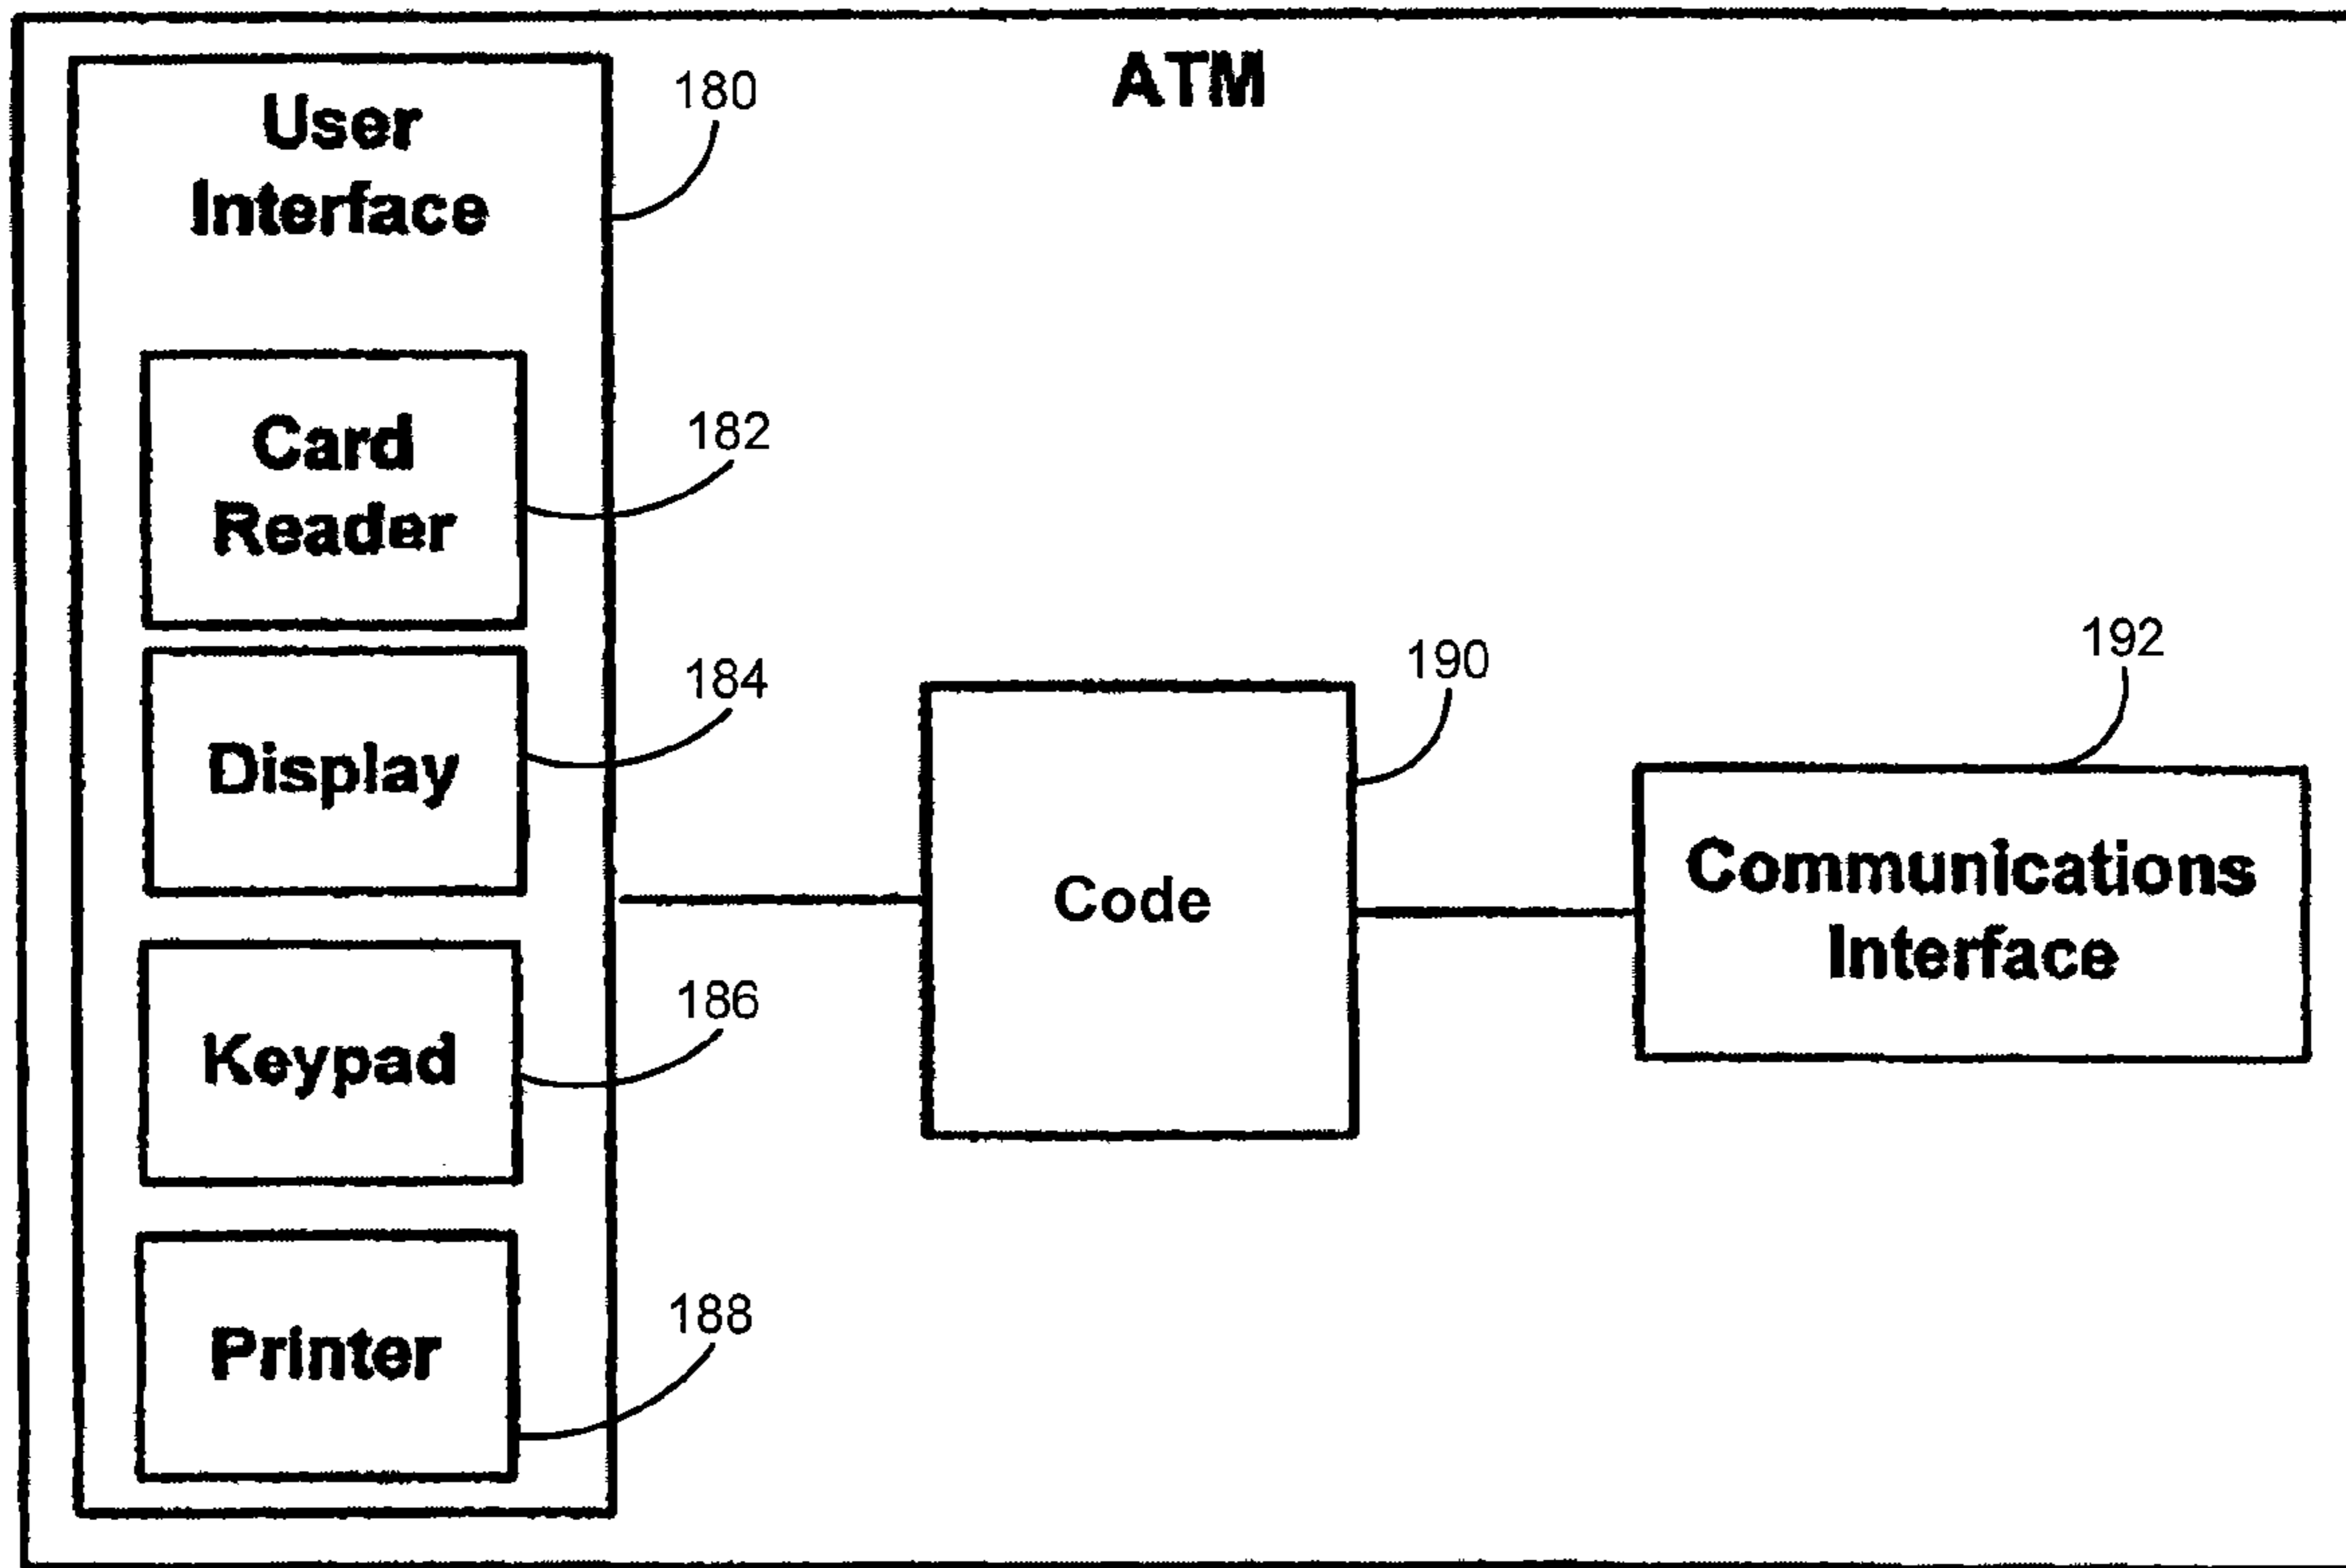 ATM
User
Interface
180
Card
Reader
182
Display
184
Keypad
186
Printer
188
Code
190
Communications
Interface
192